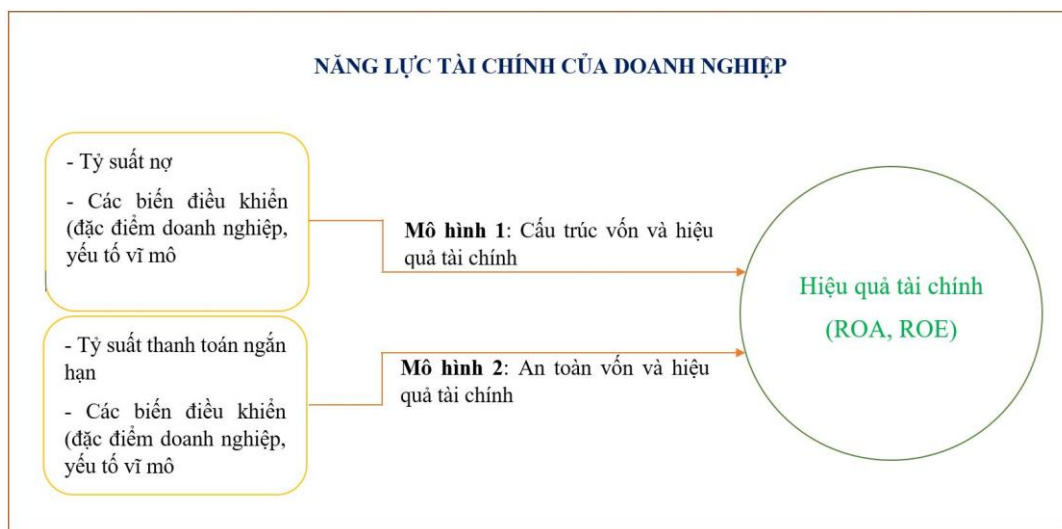 NĂNG LỰC TÀI CHÍNH CỦA DOANH NGHIỆP
- Tỷ suất nợ
- Các biến điều khiển
(đặc điểm doanh nghiệp,
yếu tố vĩ mô
Mô hình 1: Cấu trúc vốn và hiệu
quả tài chính
- Tỷ suất thanh toán ngắn
hạn
- Các biến điều khiển
(đặc điểm doanh nghiệp,
yếu tố vĩ mô
Mô hình 2: An toàn vốn và hiệu
quả tài chính
Hiệu quả tài chính
(ROA, ROE)